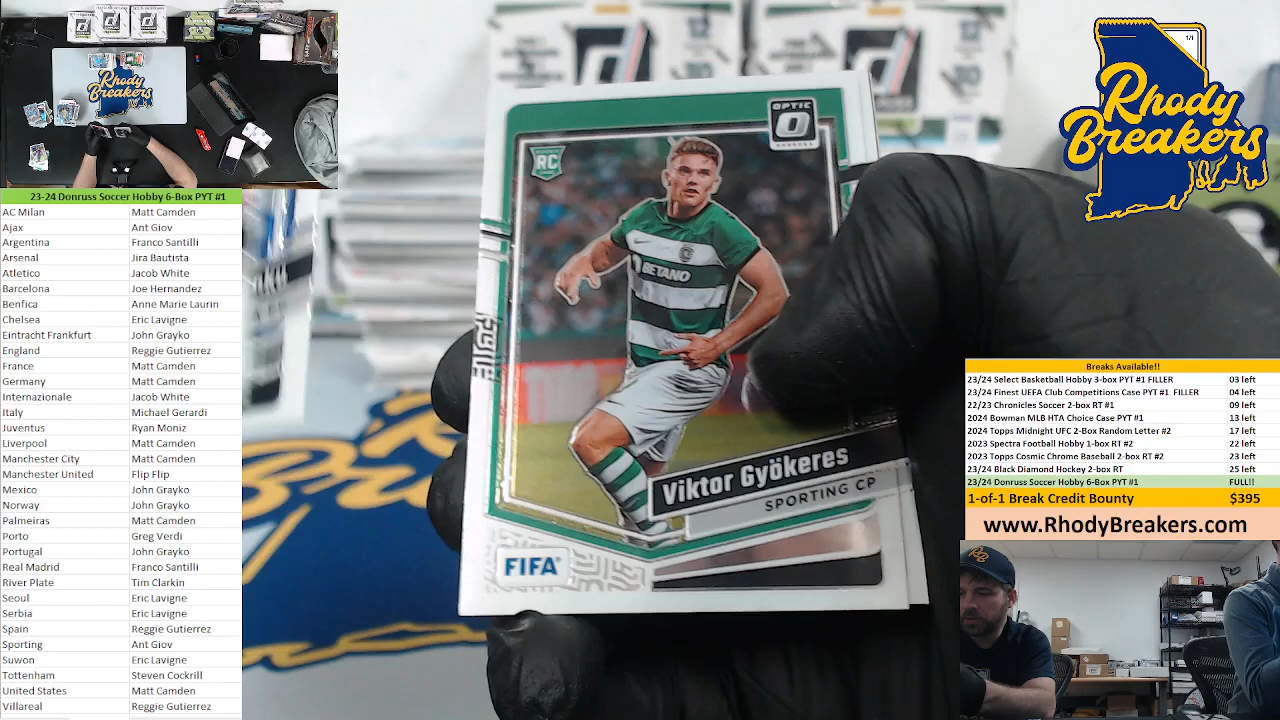 Rhody
Breakers
23-24 Donruss Soccer Hobby 6-Box PYT #1
AC Milan Matt Camden
Ajax Ant Giov
Argentina Franco Santilli
Arsenal Jira Bautista
Atletico Jacob White
Barcelona Joe Hernandez
Benfica Anne Marie Laurin
Chelsea Eric Lavigne
Eintracht Frankfurt John Grayko
England Reggie Gutierrez
France Matt Camden
Germany Matt Camden
Internazionale Jacob White
Italy Michael Gerardi
Juventus Ryan Moniz
Liverpool Matt Camden
Manchester City Matt Camden
Manchester United Flip Flip
Mexico John Grayko
Norway John Grayko
Palmeiras Matt Camden
Porto Greg Verdi
Portugal John Grayko
Real Madrid Franco Santilli
River Plate Tim Clarkin
Seoul Eric Lavigne
Serbia Eric Lavigne
Spain Reggie Gutierrez
Sporting Ant Giov
Suwon Eric Lavigne
Tottenham Steven Cockrill
United States Matt Camden
Villareal Reggie Gutierrez
OPTIC
RC
BETANO
Viktor Gyökeres
SPORTING CP
FIFA
1/1
Rhody
Breakers
Breaks Available!!
23/24 Select Basketball Hobby 3-box PYT #1 FILLER 03 left
23/24 Finest UEFA Club Competitions Case PYT #1 FILLER 04 left
22/23 Chronicles Soccer 2-box RT #1 09 left
2024 Bowman MLB HTA Choice Case PYT #1 13 left
2024 Topps Midnight UFC 2-Box Random Letter #2 17 left
2023 Spectra Football Hobby 1-box RT #2 22 left
2023 Topps Cosmic Chrome Baseball 2-box RT #2 23 left
23/24 Black Diamond Hockey 2-box RT 25 left
23/24 Donruss Soccer Hobby 6-Box PYT #1 FULL!!
1-of-1 Break Credit Bounty $395
www.RhodyBreakers.com